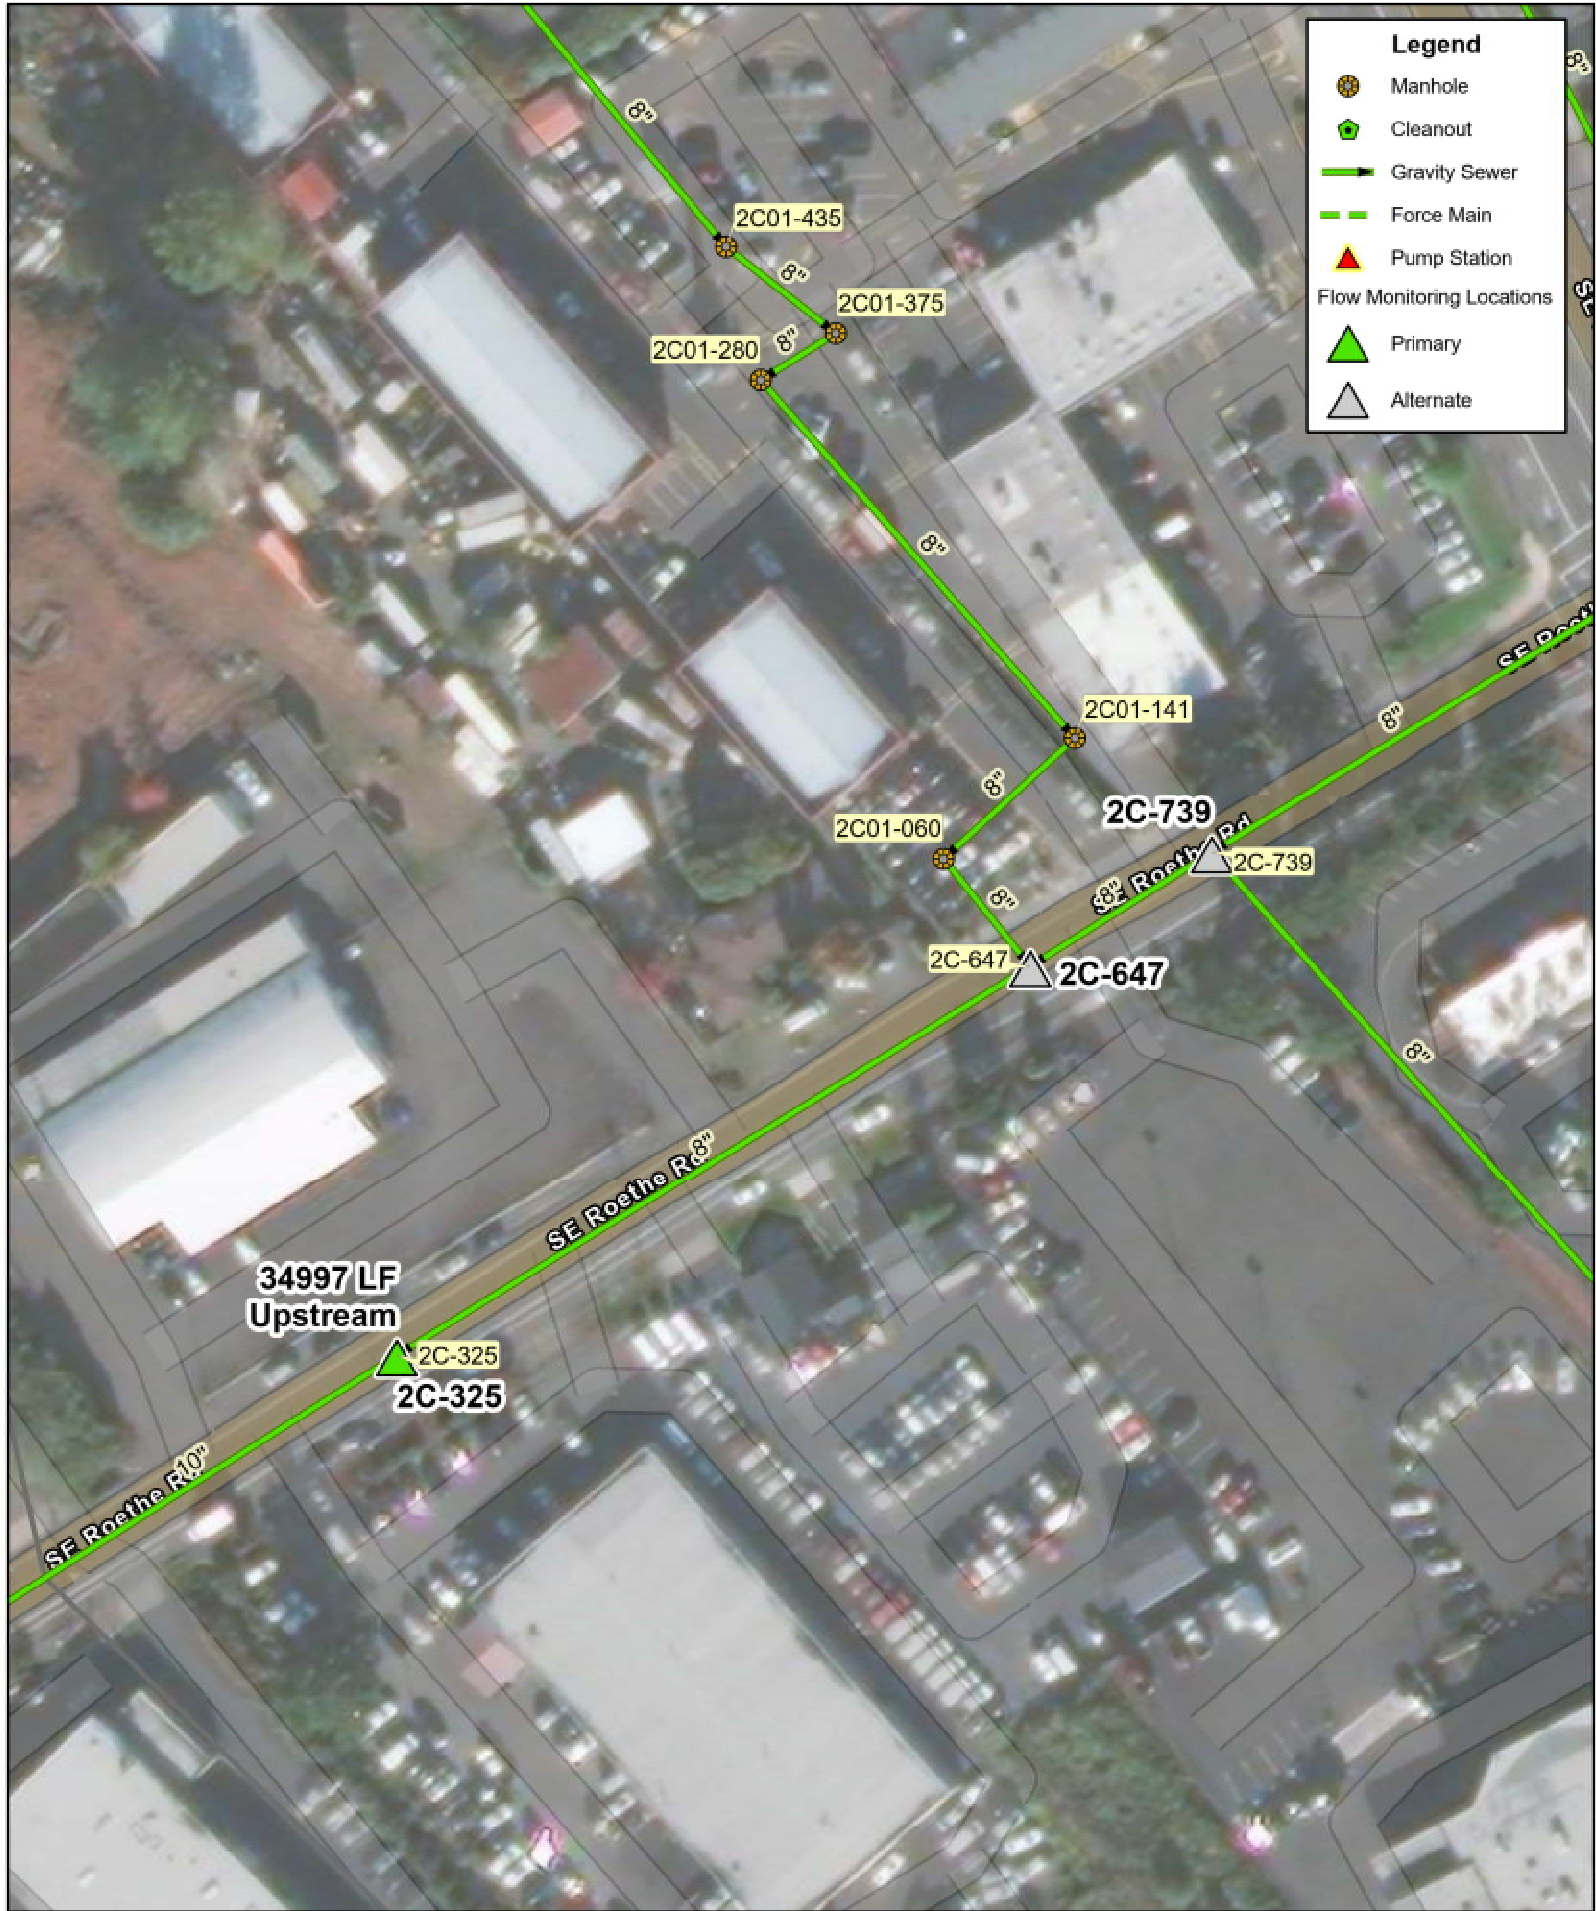 Legend
Manhole
Cleanout
Gravity Sewer
Force Main
Pump Station
Flow Monitoring Locations
Primary
Alternate
8"
8"
2C01-435
8"
2C01-375
8"
2C01-280
8"
2C01-141
8"
8"
2C01-060
2C-739
SE Roethe Rd
2C-739
8"
8"
2C-647
2C-647
8"
8"
SE Roethe Rd
34997 LF
Upstream
2C-325
2C-325
10"
SE Roethe Rd